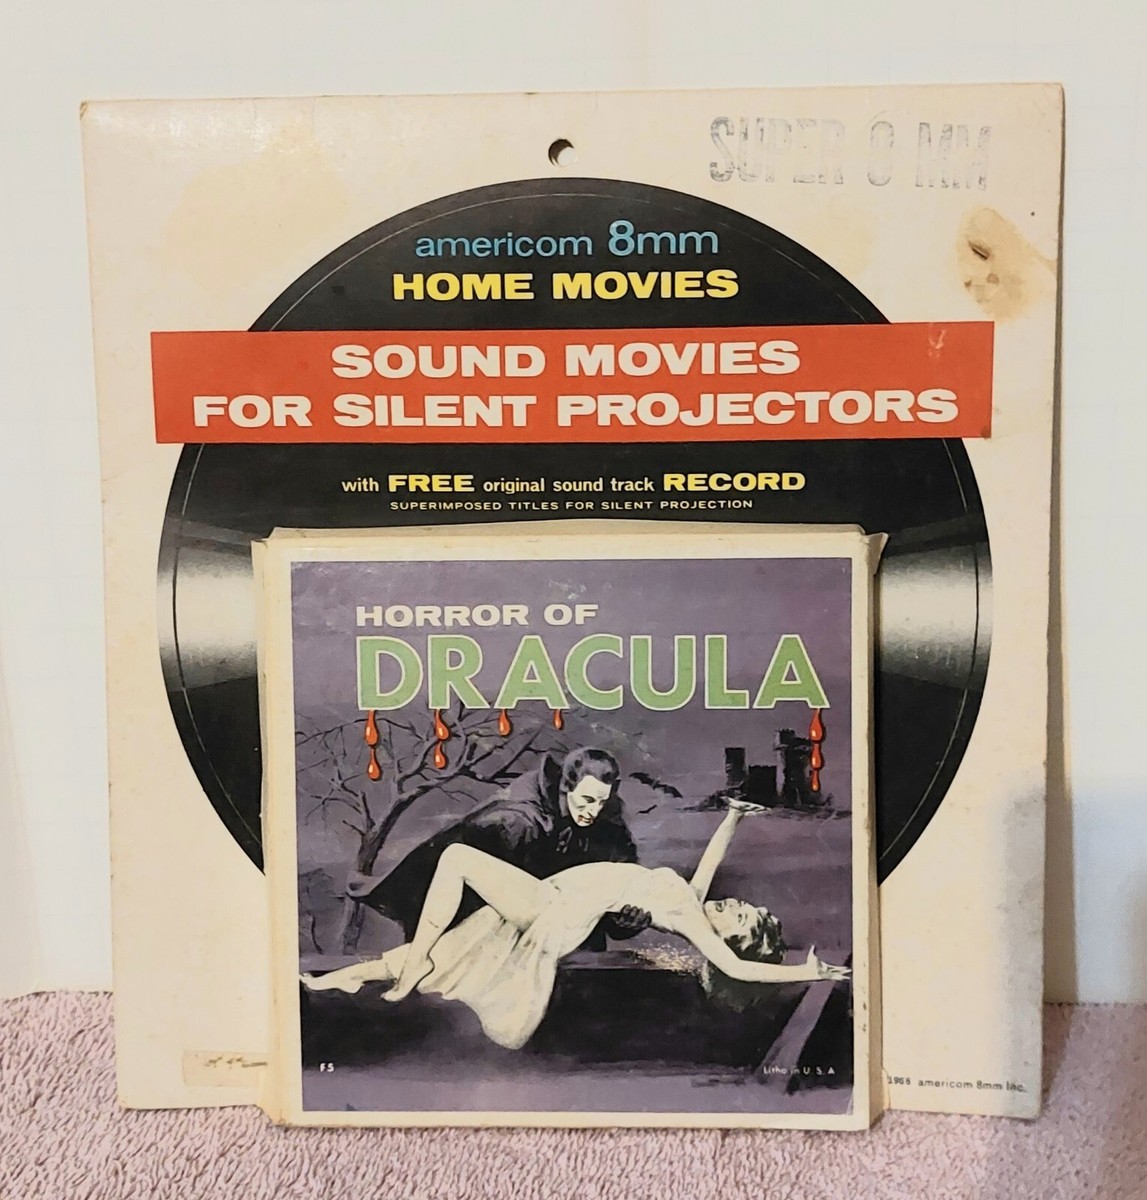 SUPER 8 MM
americom 8mm
HOME MOVIES
SOUND MOVIES
FOR SILENT PROJECTORS
with FREE original sound track RECORD
SUPERIMPOSED TITLES FOR SILENT PROJECTION
HORROR OF
DRACULA
FS
Litho in U. S. A
1966 americom 8mm Inc.